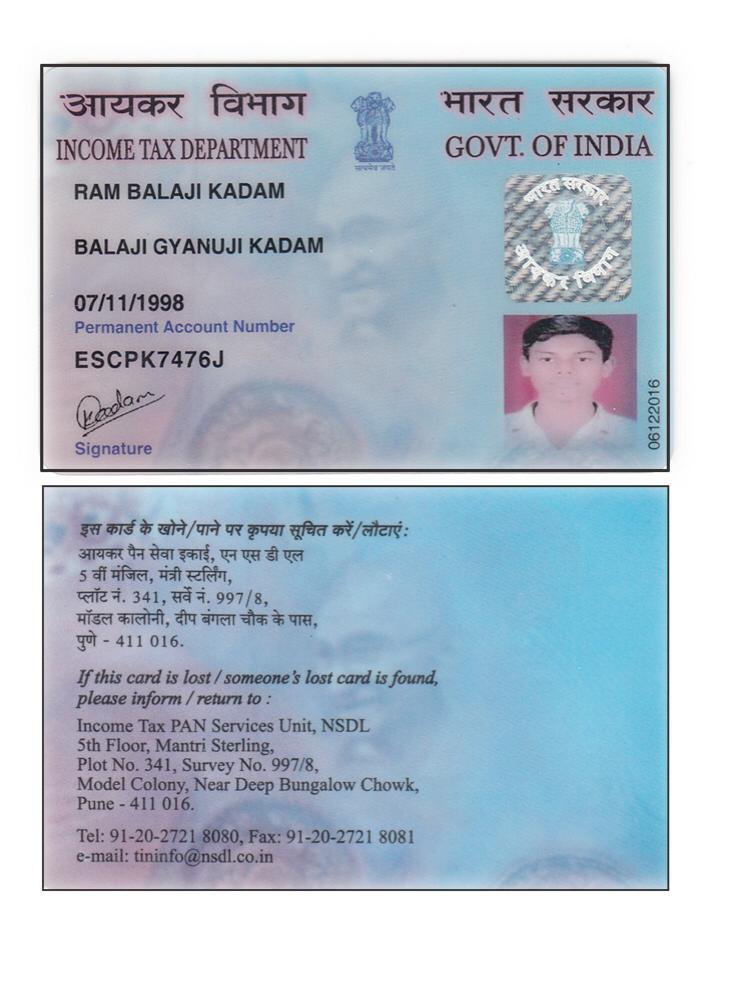 आयकर विभाग
भारत सरकार
INCOME TAX DEPARTMENT
GOVT. OF INDIA
सत्यमेव जयते
RAM BALAJI KADAM
BALAJI GYANUJI KADAM
07/11/1998
Permanent Account Number
ESCPK7476J
Kadam
Signature
भारत सरकार
आयकर विभाग
06122016
इस कार्ड के खोने/पाने पर कृपया सूचित करें/लौटाएं :
आयकर पैन सेवा इकाई, एन एस डी एल
5 वीं मंजिल, मंत्री स्टर्लिंग,
प्लॉट नं. 341, सर्वे नं. 997/8,
मॉडल कालोनी, दीप बंगला चौक के पास,
पुणे - 411 016.
If this card is lost / someone's lost card is found,
please inform / return to :
Income Tax PAN Services Unit, NSDL
5th Floor, Mantri Sterling,
Plot No. 341, Survey No. 997/8,
Model Colony, Near Deep Bungalow Chowk,
Pune - 411 016.
Tel: 91-20-2721 8080, Fax: 91-20-2721 8081
e-mail: tininfo@nsdl.co.in